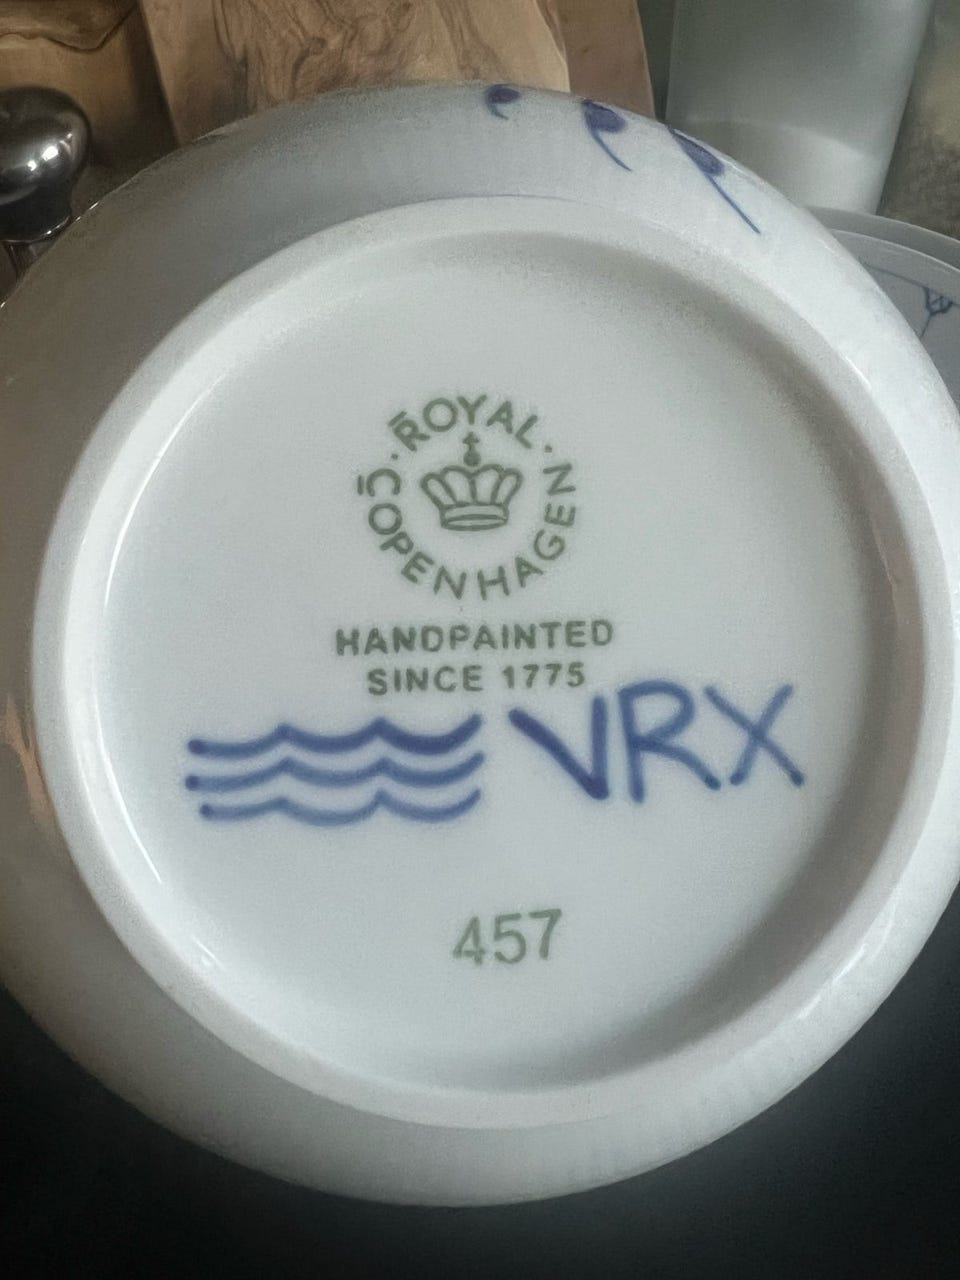 ROYAL
COPENHAGEN
HANDPAINTED
SINCE 1775
VRX
457